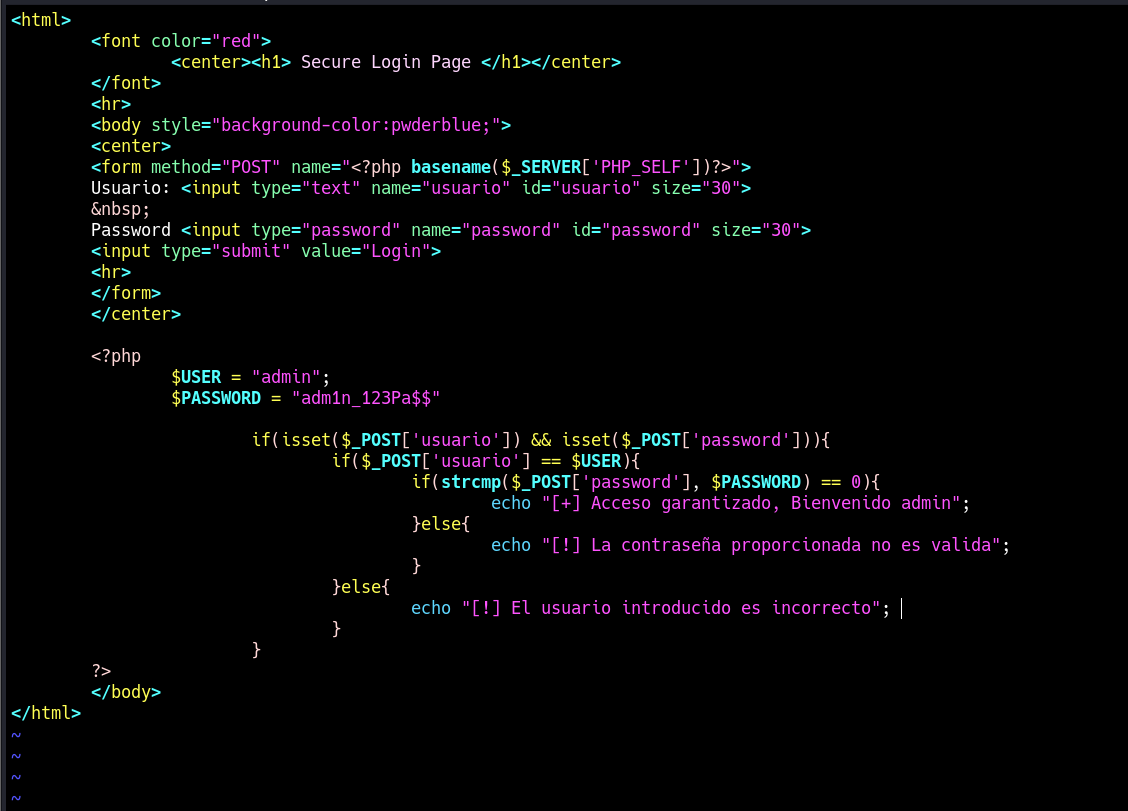 <html>
        <font color="red">
                <center><h1> Secure Login Page </h1></center>
        </font>
        <hr>
        <body style="background-color:pwderblue;">
        <center>
        <form method="POST" name="<?php basename($_SERVER['PHP_SELF'])?>">
        Usuario: <input type="text" name="usuario" id="usuario" size="30">
        &nbsp;
        Password <input type="password" name="password" id="password" size="30">
        <input type="submit" value="Login">
        <hr>
        </form>
        </center>

        <?php
                $USER = "admin";
                $PASSWORD = "adm1n_123Pa$$"

                        if(isset($_POST['usuario']) && isset($_POST['password'])){
                                if($_POST['usuario'] == $USER){
                                        if(strcmp($_POST['password'], $PASSWORD) == 0){
                                                echo "[+] Acceso garantizado, Bienvenido admin";
                                        }else{
                                                echo "[!] La contraseña proporcionada no es valida";
                                        }
                                }else{
                                        echo "[!] El usuario introducido es incorrecto";
                                }
                        }
        ?>
        </body>
</html>
~
~
~
~